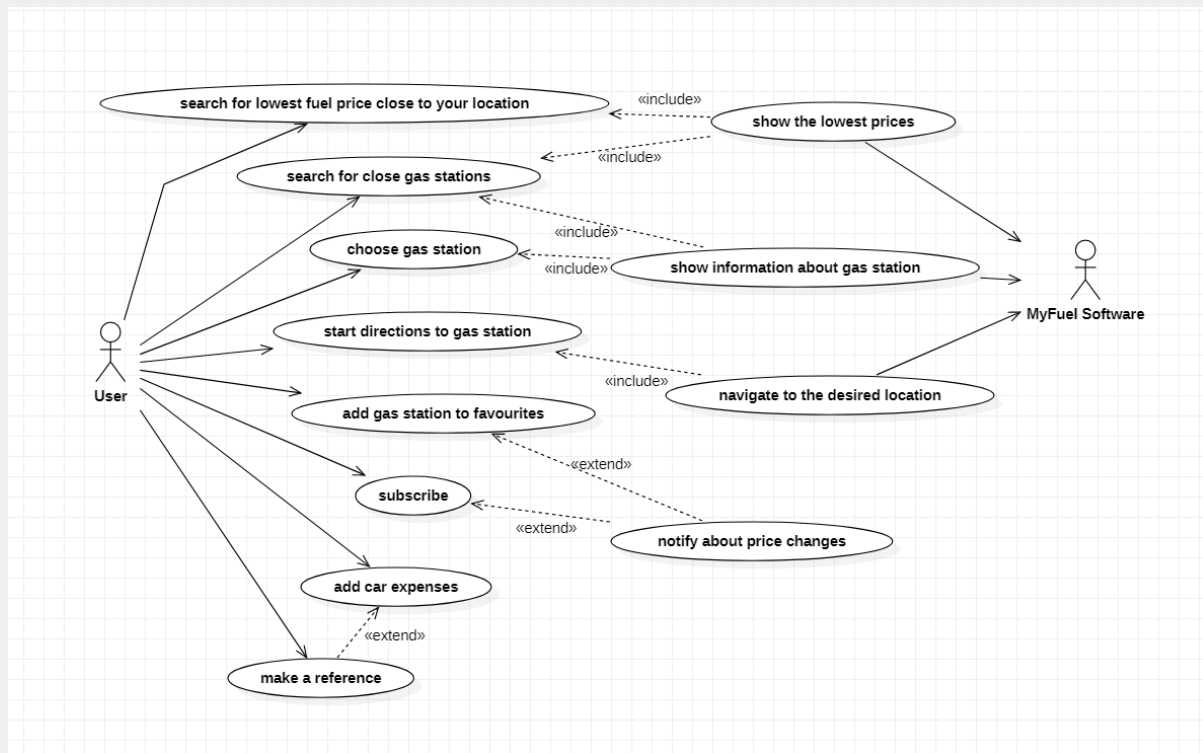 search for lowest fuel price close to your location
«include»
show the lowest prices
«include»
search for close gas stations
«include»
choose gas station
«include»
show information about gas station
MyFuel Software
start directions to gas station
«include»
navigate to the desired location
User
add gas station to favourites
«extend»
subscribe
«extend»
notify about price changes
add car expenses
«extend»
make a reference